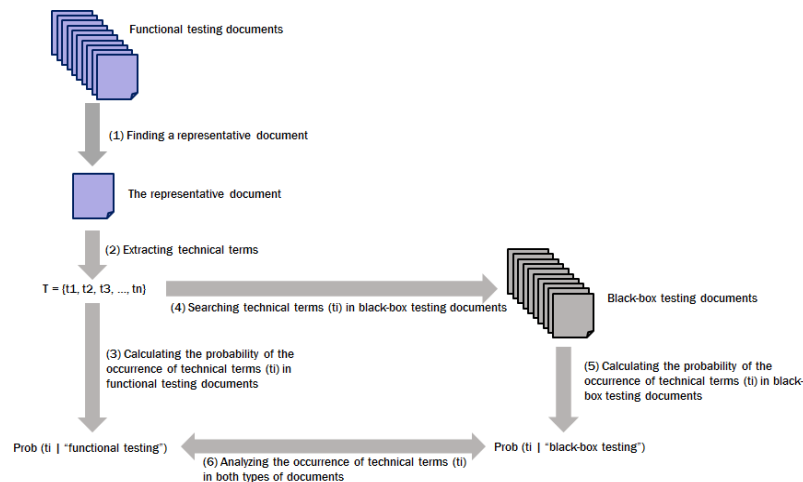 Functional testing documents
(1) Finding a representative document
The representative document
(2) Extracting technical terms
T = {t1, t2, t3, ..., tn}
(4) Searching technical terms (ti) in black-box testing documents
Black-box testing documents
(3) Calculating the probability of the
occurrence of technical terms (ti) in
functional testing documents
(5) Calculating the probability of the
occurrence of technical terms (ti) in black-
box testing documents
Prob (ti | “functional testing”)
Prob (ti | “black-box testing”)
(6) Analyzing the occurrence of technical terms (ti)
in both types of documents